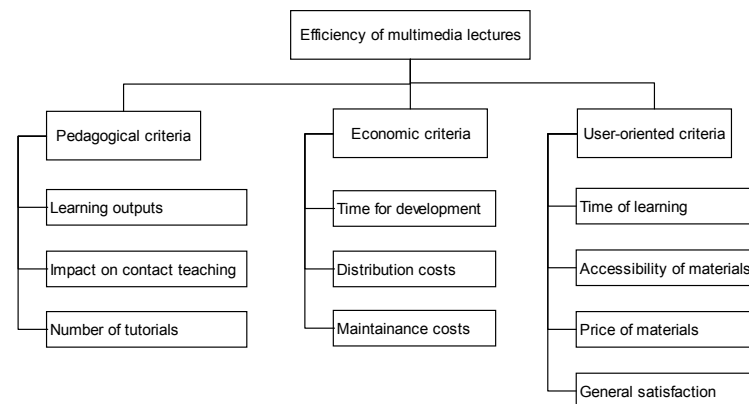 Efficiency of multimedia lectures
Pedagogical criteria
Learning outputs
Impact on contact teaching
Number of tutorials
Economic criteria
Time for development
Distribution costs
Maintainance costs
User-oriented criteria
Time of learning
Accessibility of materials
Price of materials
General satisfaction